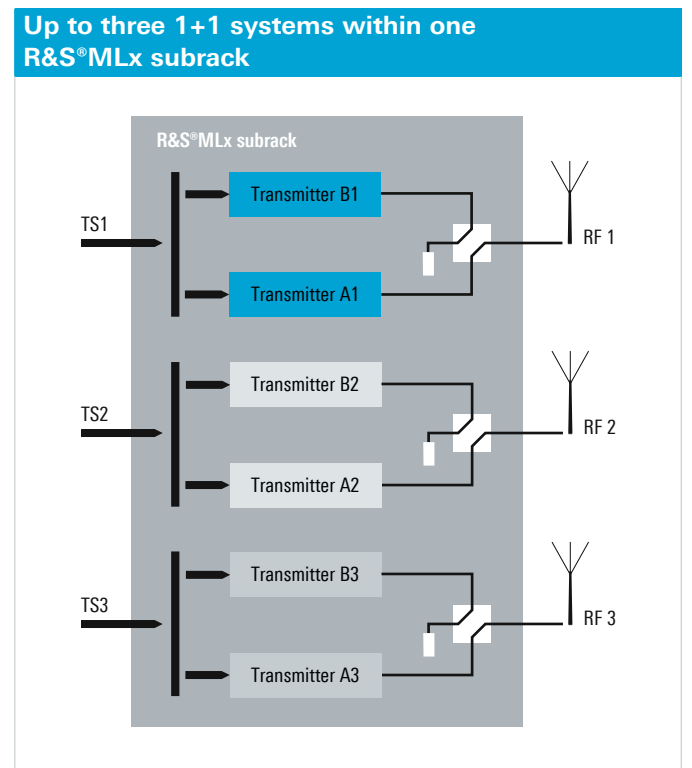 Up to three 1+1 systems within one
R&S®MLx subrack
R&S®MLx subrack
Transmitter B1
TS1
RF 1
Transmitter A1
Transmitter B2
TS2
RF 2
Transmitter A2
Transmitter B3
TS3
RF 3
Transmitter A3